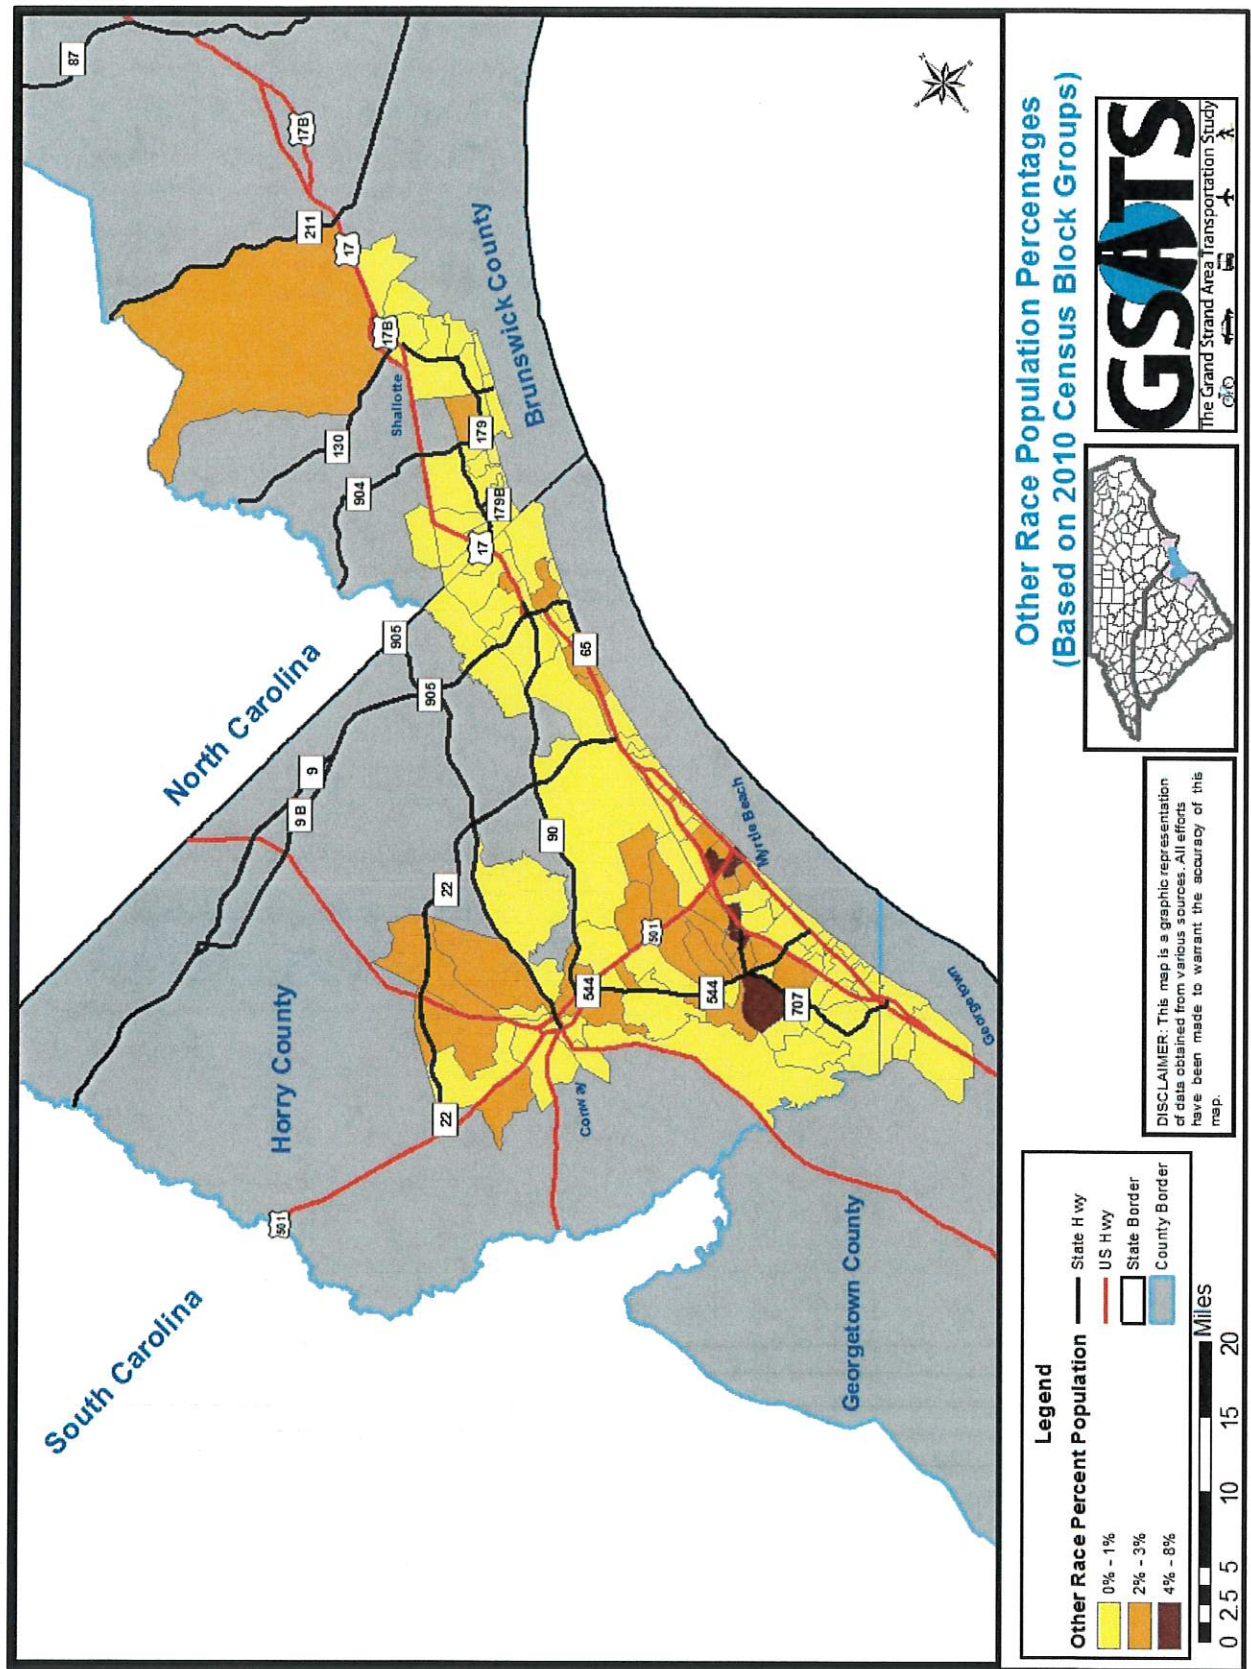 87
17B
211
17
17B
Shallotte
Brunswick County
130
179
904
179B
17
North Carolina
905
905
65
9
9 B
90
22
Myrtle Beach
501
544
544
707
Georgetown
Horry County
22
Conway
501
South Carolina
Georgetown County
Other Race Population Percentages
(Based on 2010 Census Block Groups)
GSATS
The Grand Strand Area Transportation Study
DISCLAIMER: This map is a graphic representation
of data obtained from various sources. All efforts
have been made to warrant the accuracy of this
map.
Legend
Other Race Percent Population
0% - 1%
2% - 3%
4% - 8%
State Hwy
US Hwy
State Border
County Border
0 2.5 5 10 15 20
Miles